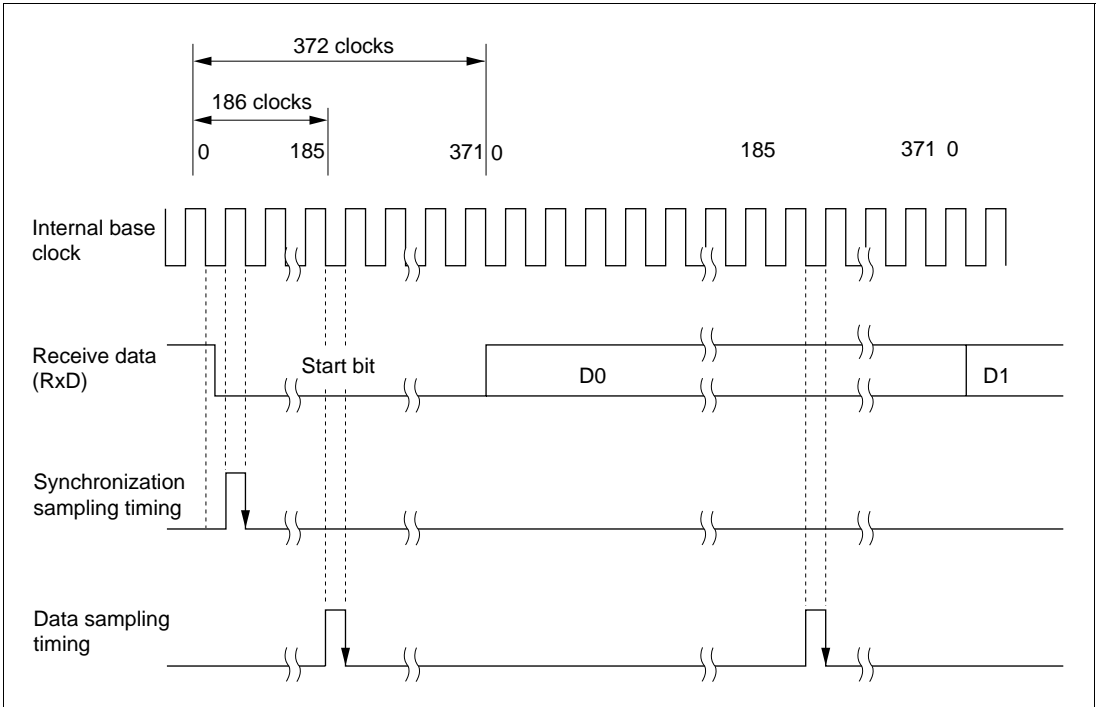 372 clocks
186 clocks
0 185 371 0 185 371 0
Internal base
clock
Receive data
(RxD)
Start bit
D0
D1
Synchronization
sampling timing
Data sampling
timing